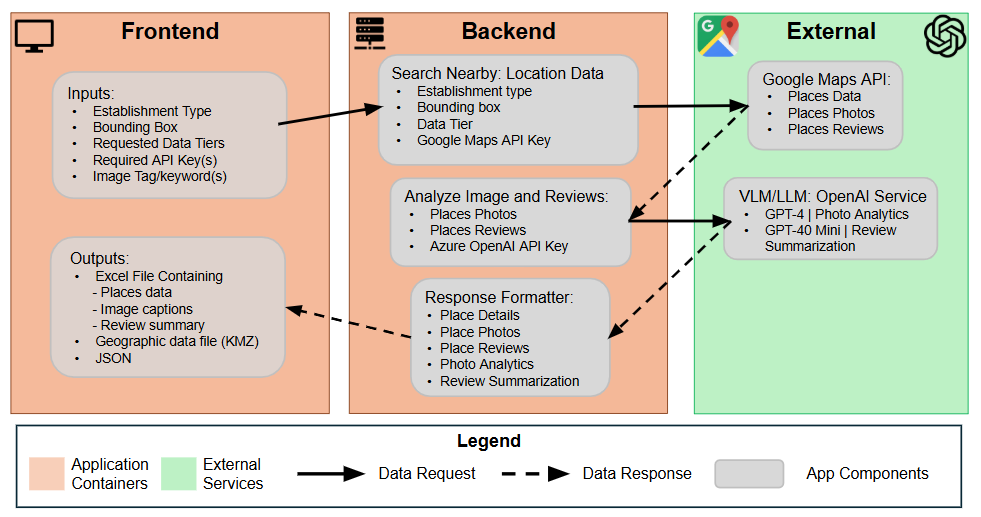 Frontend
Inputs:
• Establishment Type
• Bounding Box
• Requested Data Tiers
• Required API Key(s)
• Image Tag/keyword(s)
Outputs:
• Excel File Containing
- Places data
- Image captions
- Review summary
• Geographic data file (KMZ)
• JSON
Backend
Search Nearby: Location Data
• Establishment type
• Bounding box
• Data Tier
• Google Maps API Key
Analyze Image and Reviews:
• Places Photos
• Places Reviews
• Azure OpenAI API Key
Response Formatter:
• Place Details
• Place Photos
• Place Reviews
• Photo Analytics
• Review Summarization
External
Google Maps API:
• Places Data
• Places Photos
• Places Reviews
VLM/LLM: OpenAI Service
• GPT-4 | Photo Analytics
• GPT-40 Mini | Review
Summarization
Legend
Application
Containers
External
Services
Data Request
Data Response
App Components